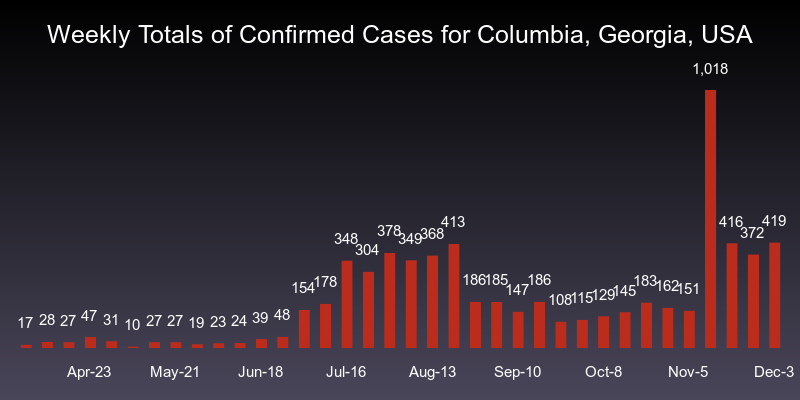 Weekly Totals of Confirmed Cases for Columbia, Georgia, USA
1,018
17 28 27 47 31 10 27 27 19 23 24 39 48 154 178 348 304 378 349 368 413 186 185 147 186 108 115 129 145 183 162 151 416 372 419
Apr-23 May-21 Jun-18 Jul-16 Aug-13 Sep-10 Oct-8 Nov-5 Dec-3